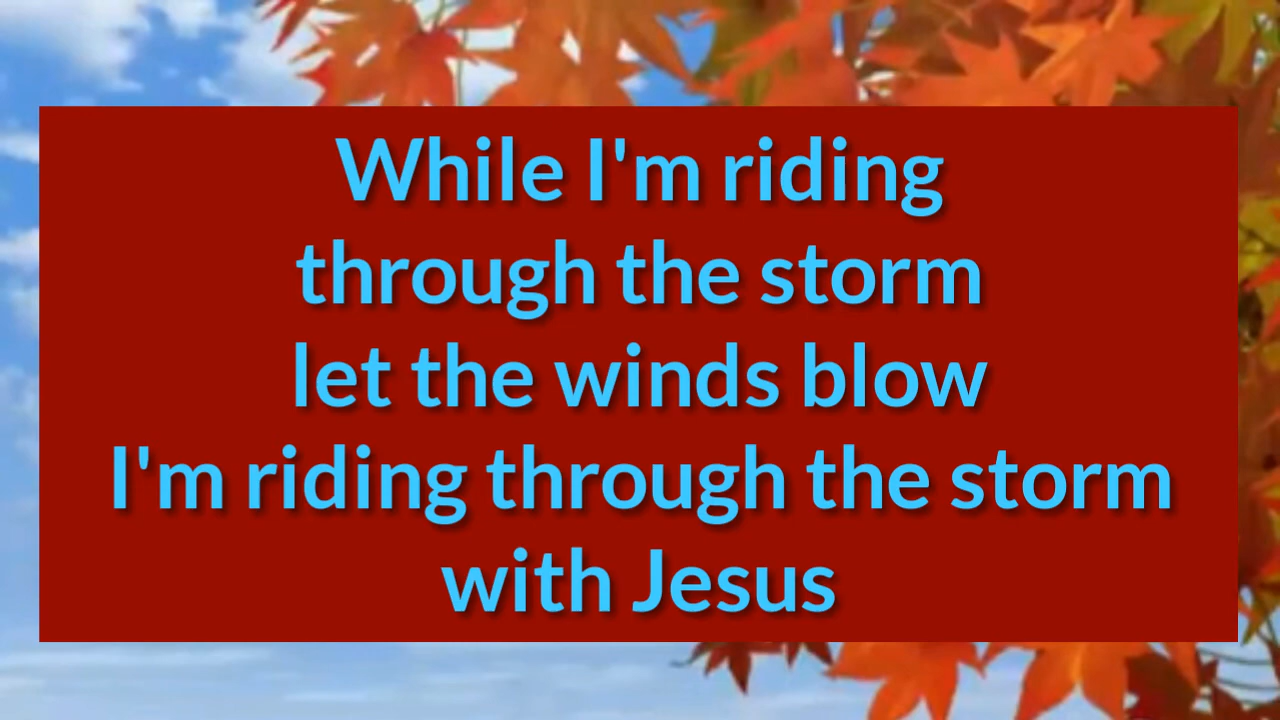 While I'm riding
through the storm
let the winds blow
I'm riding through the storm
with Jesus